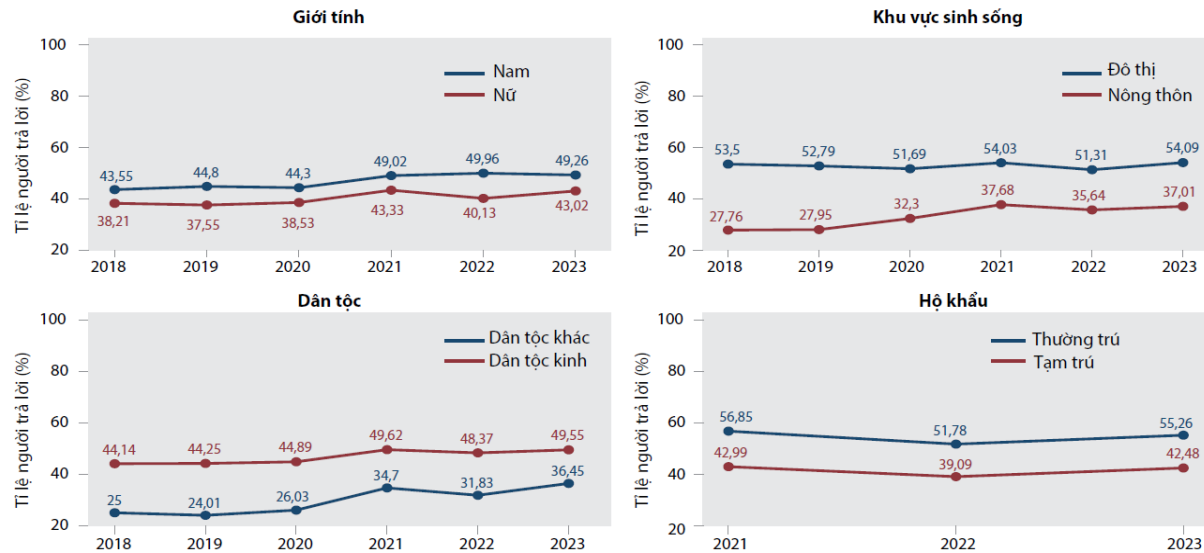 Giới tính
Tỉ lệ người trả lời (%)
100
80
60
40
20
Nam
Nữ
43,55 44,8 44,3 49,02 49,96 49,26
38,21 37,55 38,53 43,33 40,13 43,02
2018 2019 2020 2021 2022 2023
Khu vực sinh sống
Tỉ lệ người trả lời (%)
100
80
60
40
20
Đô thị
Nông thôn
53,5 52,79 51,69 54,03 51,31 54,09
27,76 27,95 32,3 37,68 35,64 37,01
2018 2019 2020 2021 2022 2023
Dân tộc
Tỉ lệ người trả lời (%)
100
80
60
40
20
Dân tộc khác
Dân tộc kinh
44,14 44,25 44,89 49,62 48,37 49,55
25 24,01 26,03 34,7 31,83 36,45
2018 2019 2020 2021 2022 2023
Hộ khẩu
Tỉ lệ người trả lời (%)
100
80
60
40
20
Thường trú
Tạm trú
56,85 51,78 55,26
42,99 39,09 42,48
2021 2022 2023